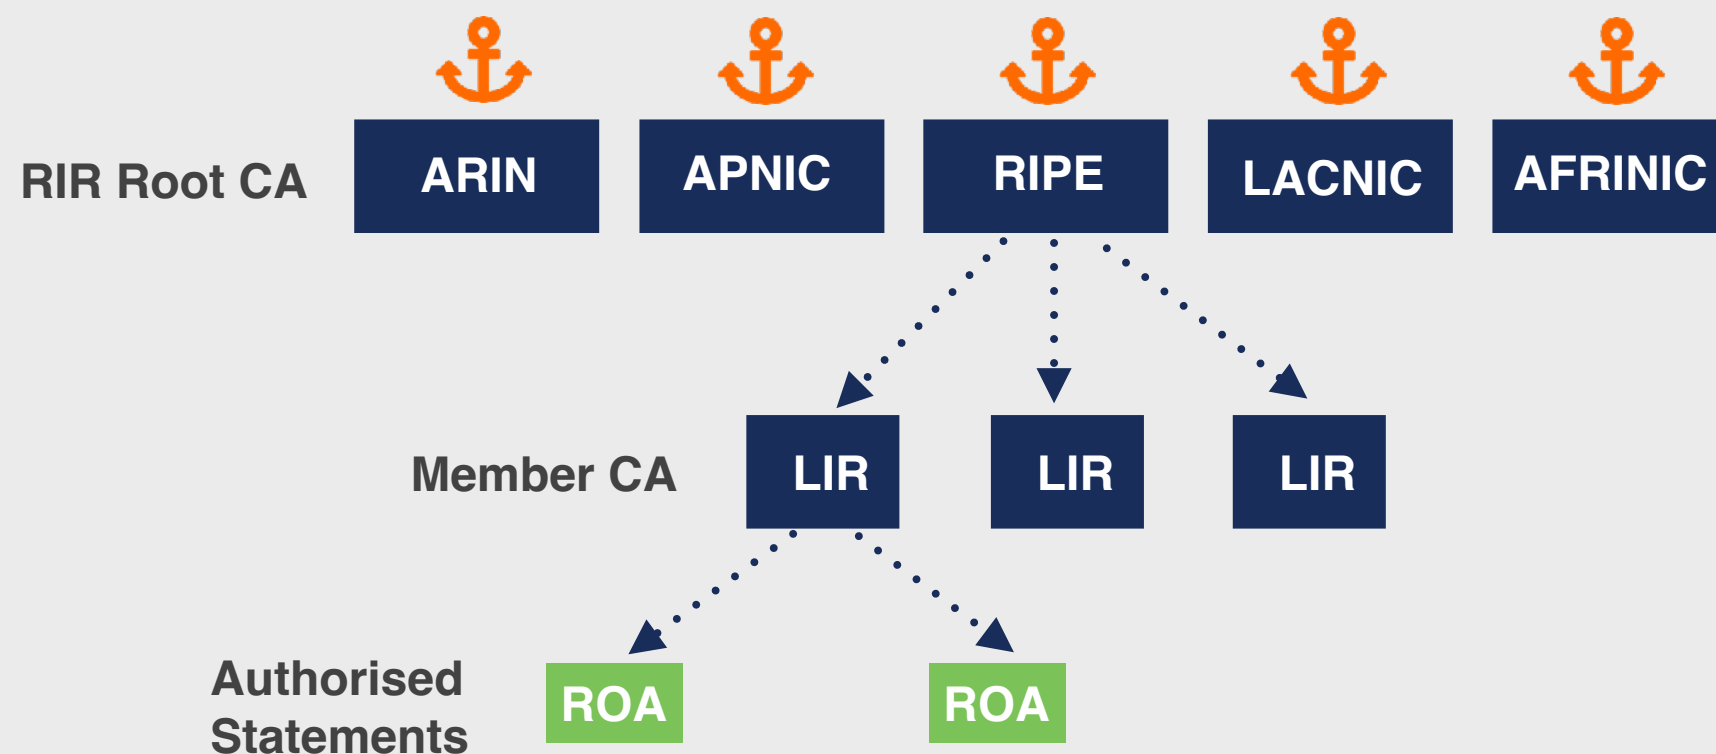 RIR Root CA
ARIN
APNIC
RIPE
LACNIC
AFRINIC
Member CA
LIR
LIR
LIR
Authorised
Statements
ROA
ROA